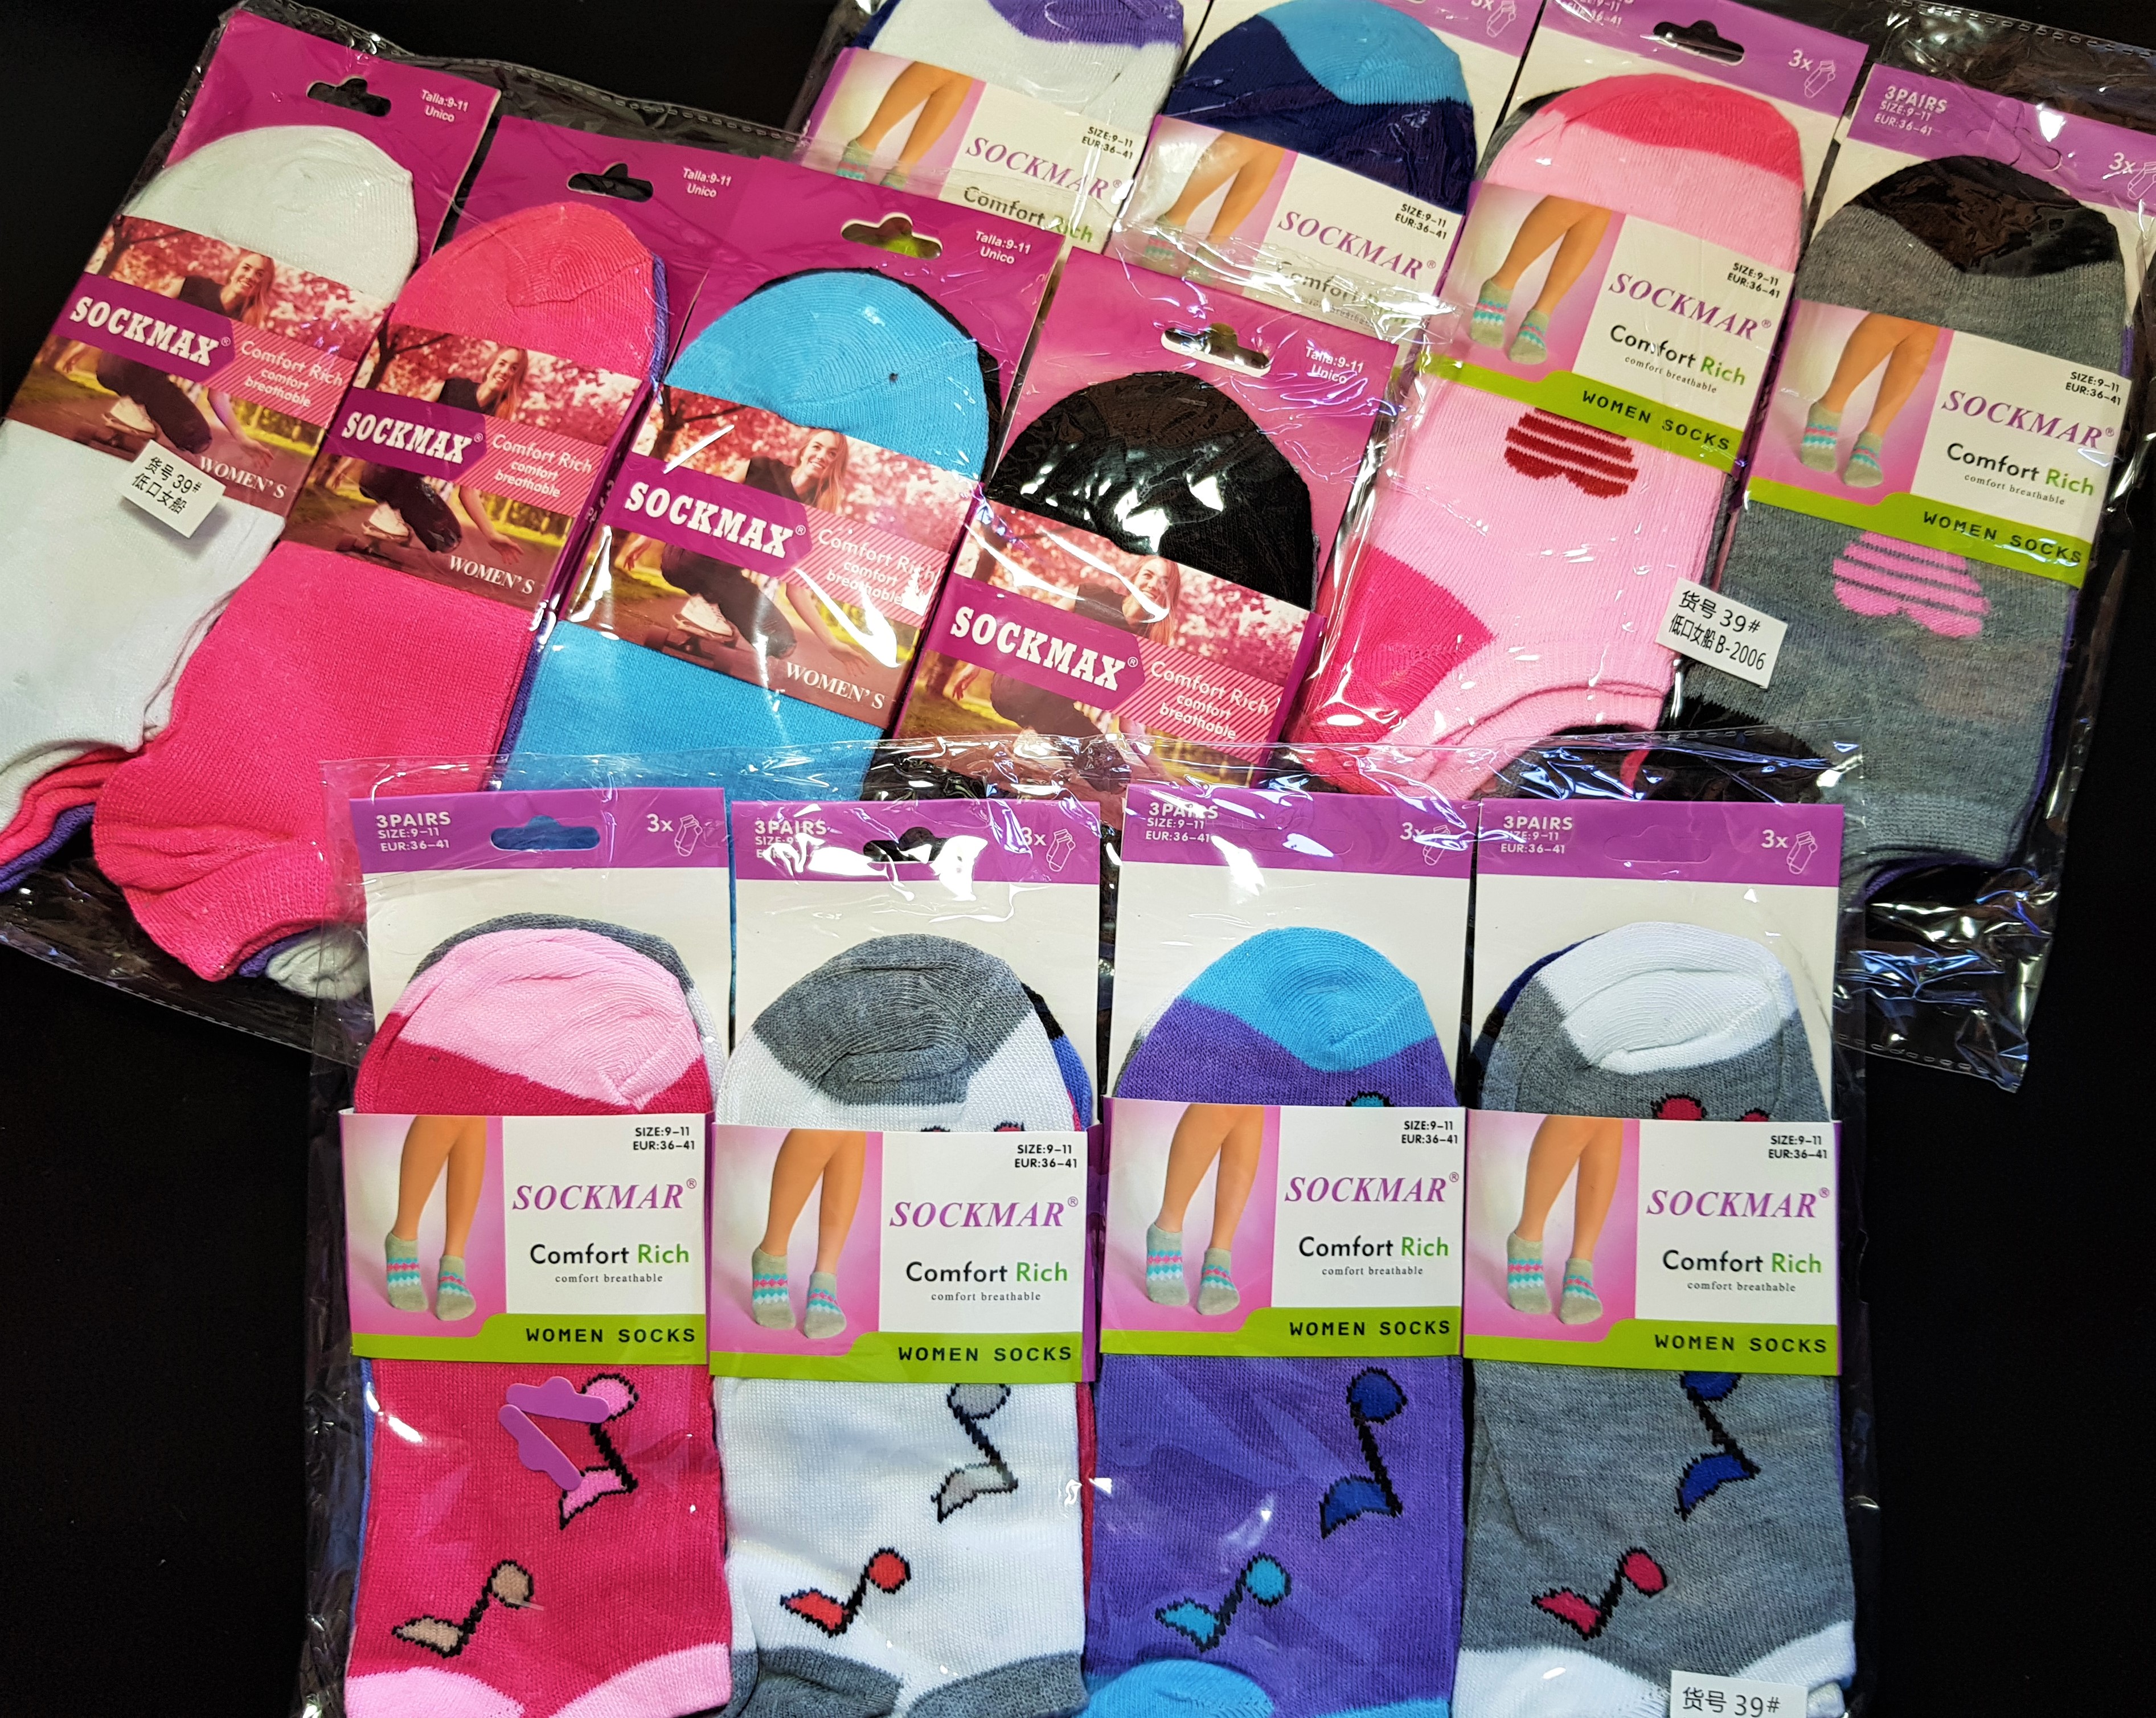 Talla:9-11
Unico
SOCKMAX®
Comfort Rich
comfort
breathable
WOMEN'S
货号 39#
低口女船
Talla:9-11
Unico
SOCKMAX®
Comfort Rich
comfort
breathable
WOMEN'S
Talla:9-11
Unico
SOCKMAX®
Comfort Rich
comfort
breathable
WOMEN'S
Talla:9-11
Unico
SOCKMAX®
Comfort Rich
comfort
breathable
SIZE:9-11
EUR:36-41
SOCKMAR®
Comfort Rich
3x
SIZE:9-11
EUR:36-41
SOCKMAR®
Comfort
3x
SIZE:9-11
EUR:36-41
SOCKMAR®
Comfort Rich
comfort breathable
WOMEN SOCKS
3PAIRS
SIZE:9-11
EUR:36-41
3x
SIZE:9-11
EUR:36-41
SOCKMAR®
Comfort Rich
comfort breathable
WOMEN SOCKS
货号 39#
低口女船B-2006
3PAIRS
SIZE:9-11
EUR:36-41
3x
SIZE:9-11
EUR:36-41
SOCKMAR®
Comfort Rich
comfort breathable
WOMEN SOCKS
3PAIRS
3x
SIZE:9-11
EUR:36-41
SOCKMAR®
Comfort Rich
comfort breathable
WOMEN SOCKS
3PAIRS
SIZE:9-11
EUR:36-41
3x
SIZE:9-11
EUR:36-41
SOCKMAR®
Comfort Rich
comfort breathable
WOMEN SOCKS
3PAIRS
SIZE:9-11
EUR:36-41
3x
SIZE:9-11
EUR:36-41
SOCKMAR®
Comfort Rich
comfort breathable
WOMEN SOCKS
货号 39#